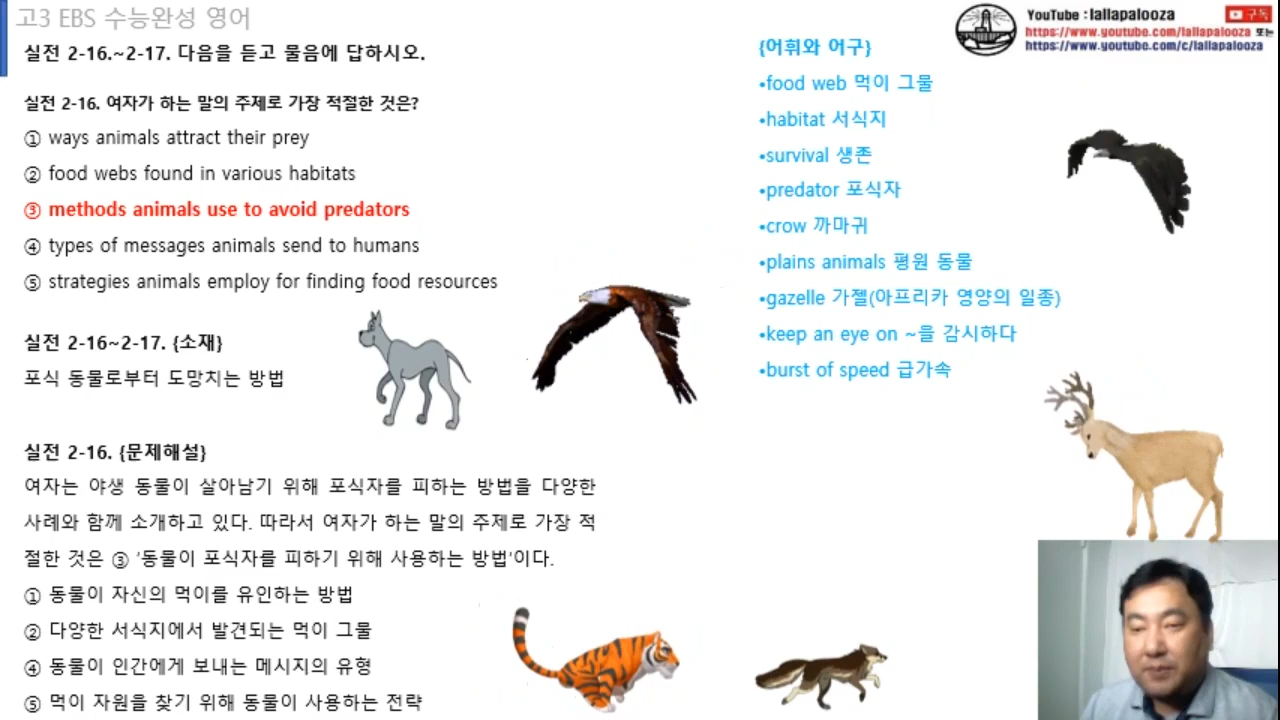 고3 EBS 수능완성 영어
실전 2-16.~2-17. 다음을 듣고 물음에 답하시오.
실전 2-16. 여자가 하는 말의 주제로 가장 적절한 것은?
① ways animals attract their prey
② food webs found in various habitats
③ methods animals use to avoid predators
④ types of messages animals send to humans
⑤ strategies animals employ for finding food resources
실전 2-16~2-17. {소재}
포식 동물로부터 도망치는 방법
실전 2-16. {문제해설}
여자는 야생 동물이 살아남기 위해 포식자를 피하는 방법을 다양한
사례와 함께 소개하고 있다. 따라서 여자가 하는 말의 주제로 가장 적
절한 것은 ③ '동물이 포식자를 피하기 위해 사용하는 방법'이다.
① 동물이 자신의 먹이를 유인하는 방법
② 다양한 서식지에서 발견되는 먹이 그물
④ 동물이 인간에게 보내는 메시지의 유형
⑤ 먹이 자원을 찾기 위해 동물이 사용하는 전략
{어휘와 어구}
•food web 먹이 그물
•habitat 서식지
•survival 생존
•predator 포식자
•crow 까마귀
•plains animals 평원 동물
•gazelle 가젤(아프리카 영양의 일종)
•keep an eye on ~을 감시하다
•burst of speed 급가속
YouTube : lallapalooza 구독
https://www.youtube.com/lallapalooza 또는
https://www.youtube.com/c/lallapalooza